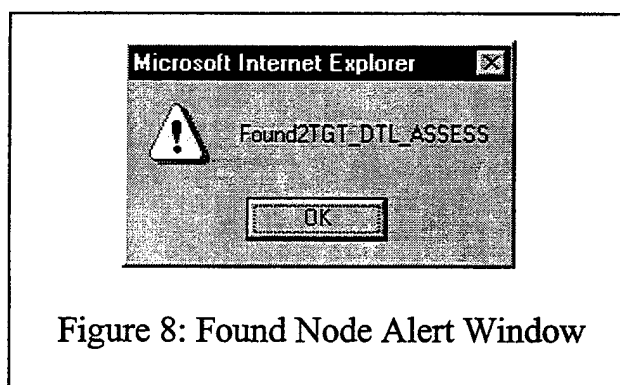 Microsoft Internet Explorer
Found2TGT_DTL_ASSESS
OK
Figure 8: Found Node Alert Window